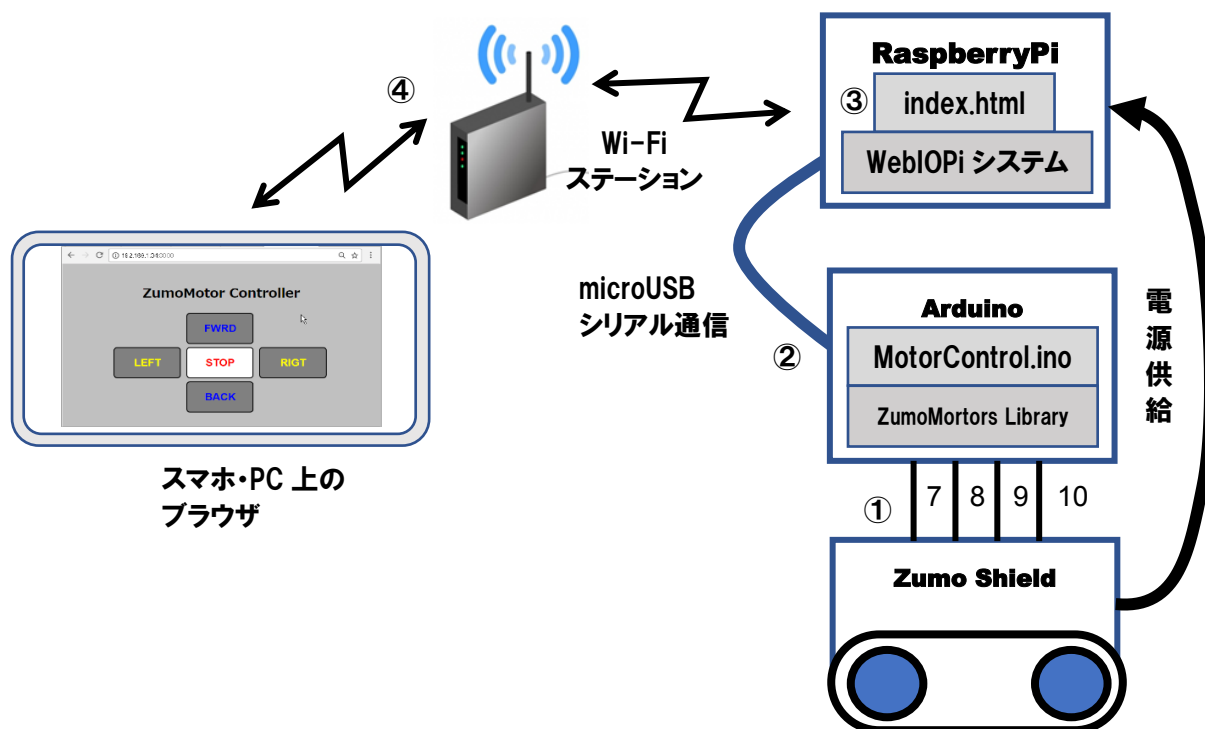 ④
Wi-Fi
ステーション
RaspberryPi
③
index.html
WebIOPi システム
ZumoMotor Controller
FWRD
LEFT
STOP
RIGT
BACK
スマホ・PC 上の
ブラウザ
microUSB
シリアル通信
②
Arduino
MotorControl.ino
ZumoMortors Library
電源供給
①
7
8
9
10
Zumo Shield